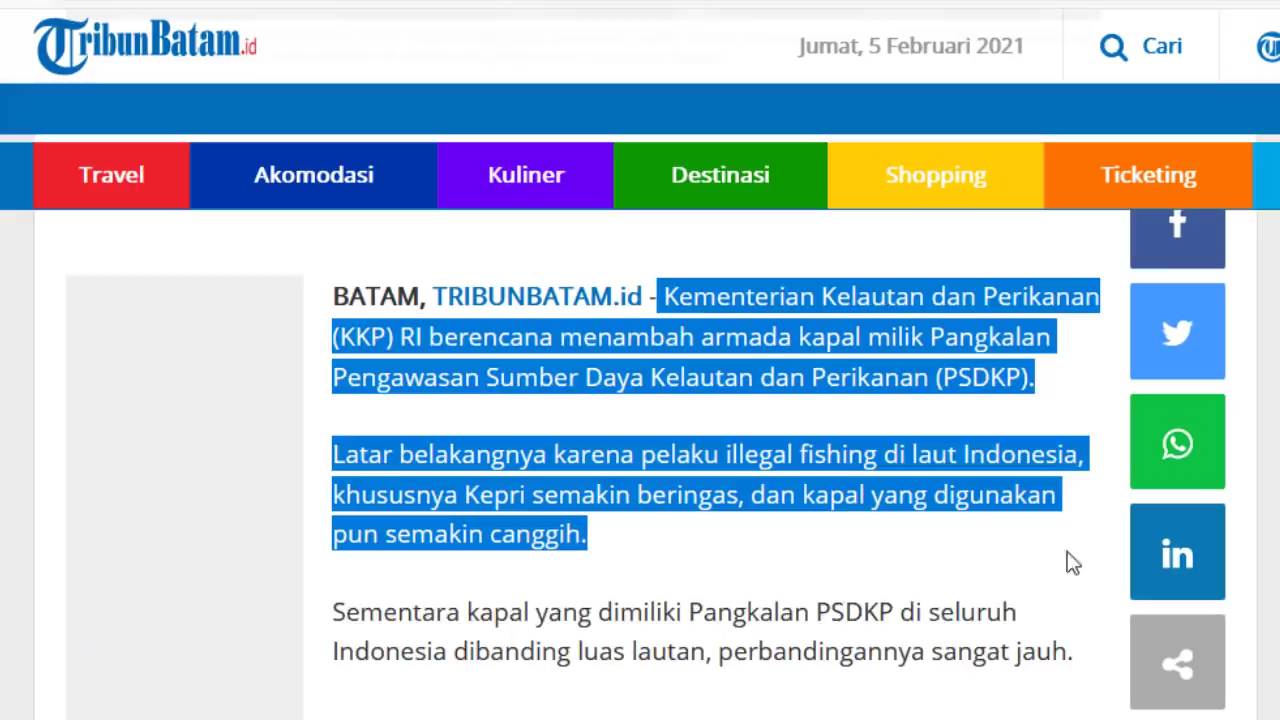 TribunBatam.id
Jumat, 5 Februari 2021
Cari
Travel
Akomodasi
Kuliner
Destinasi
Shopping
Ticketing
BATAM, TRIBUNBATAM.id - Kementerian Kelautan dan Perikanan
(KKP) RI berencana menambah armada kapal milik Pangkalan
Pengawasan Sumber Daya Kelautan dan Perikanan (PSDKP).
Latar belakangnya karena pelaku illegal fishing di laut Indonesia,
khususnya Kepri semakin beringas, dan kapal yang digunakan
pun semakin canggih.
Sementara kapal yang dimiliki Pangkalan PSDKP di seluruh
Indonesia dibanding luas lautan, perbandingannya sangat jauh.